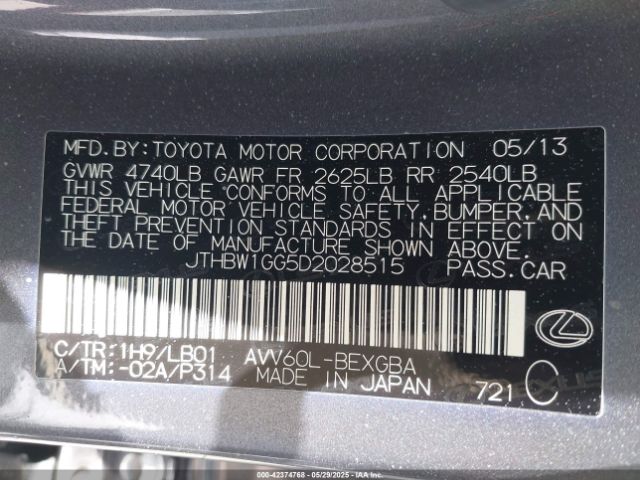 MFD.BY:TOYOTA MOTOR CORPORATION 05/13
GVWR 4740LB GAWR FR 2625LB RR 2540LB
THIS VEHICLE CONFORMS TO ALL APPLICABLE
FEDERAL MOTOR VEHICLE SAFETY,BUMPER,AND
THEFT PREVENTION STANDARDS IN EFFECT ON
THE DATE OF MANUFACTURE SHOWN ABOVE.
JTHBW1GG5D2028515 PASS.CAR
C/TR:1H9/LB01 AVV60L-BEXGBA
A/TM:-02A/P314 MADE IN JAPAN 721 C
© IAAI 42374768 - 05/29/2025 - IAAI.COM